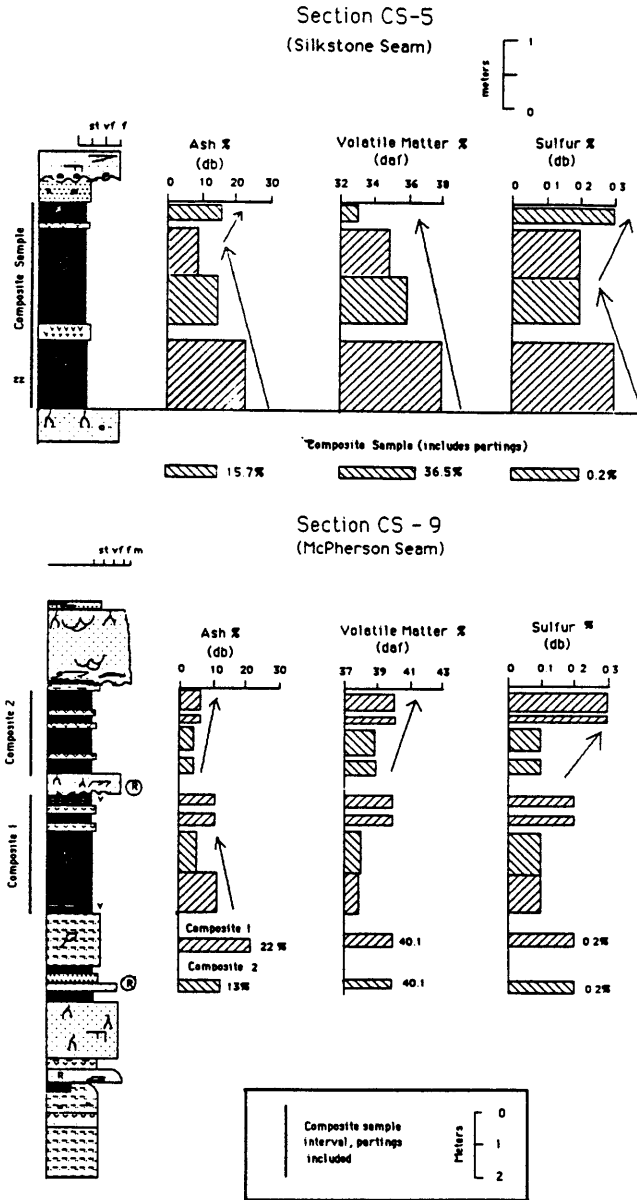 Section CS-5
(Silkstone Seam)
1
meters
0
st vf f
Ash %
(db)
0 10 20 30
Volatile Matter %
(daf)
32 34 36 38
Sulfur %
(db)
0 0.1 0.2 0.3
Composite Sample
Composite Sample (includes partings)
15.7%
36.5%
0.2%
Section CS - 9
(McPherson Seam)
st vf f m
Ash %
(db)
0 10 20 30
Volatile Matter %
(daf)
37 39 41 43
Sulfur %
(db)
0 0.1 0.2 0.3
Composite 2
R
Composite 1
v
v
Composite 1
22 %
40.1
0.2%
Composite 2
R
13%
40.1
0.2%
R
Composite sample
interval, partings
included
Meters
0
1
2